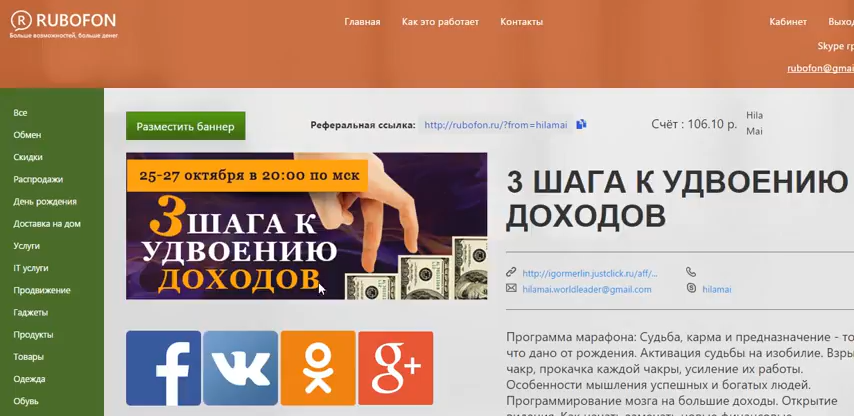 RUBOFON
Больше возможностей, больше денег
Главная
Как это работает
Контакты
Кабинет
Skype
rubofon@gmai
Все
Обмен
Скидки
Распродажи
День рождения
Доставка на дом
Услуги
IT услуги
Продвижение
Гаджеты
Продукты
Товары
Одежда
Обувь
Разместить баннер
Реферальная ссылка: http://rubofon.ru/?from=hilamai
Счёт : 106.10 р.
Hila
Mai
25-27 октября в 20:00 по мск
3 ШАГА К
УДВОЕНИЮ
ДОХОДОВ
3 ШАГА К УДВОЕНИЮ
ДОХОДОВ
http://igormerlin.justclick.ru/aff/...
hilamai.worldleader@gmail.com
hilamai
Программа марафона: Судьба, карма и предназначение - то
что дано от рождения. Активация судьбы на изобилие.
чакр, прокачка каждой чакры, усиление их работы.
Особенности мышления успешных и богатых людей.
Программирование мозга на большие доходы. Открытие